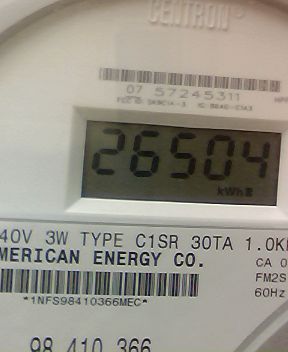 CENTRON®
07 57245311
26504
kWh
40V 3W TYPE C1SR 30TA 1.0K
MERICAN ENERGY CO.
CA 0
FM2S
*1NFS98410366MEC*
60Hz
98 410 366